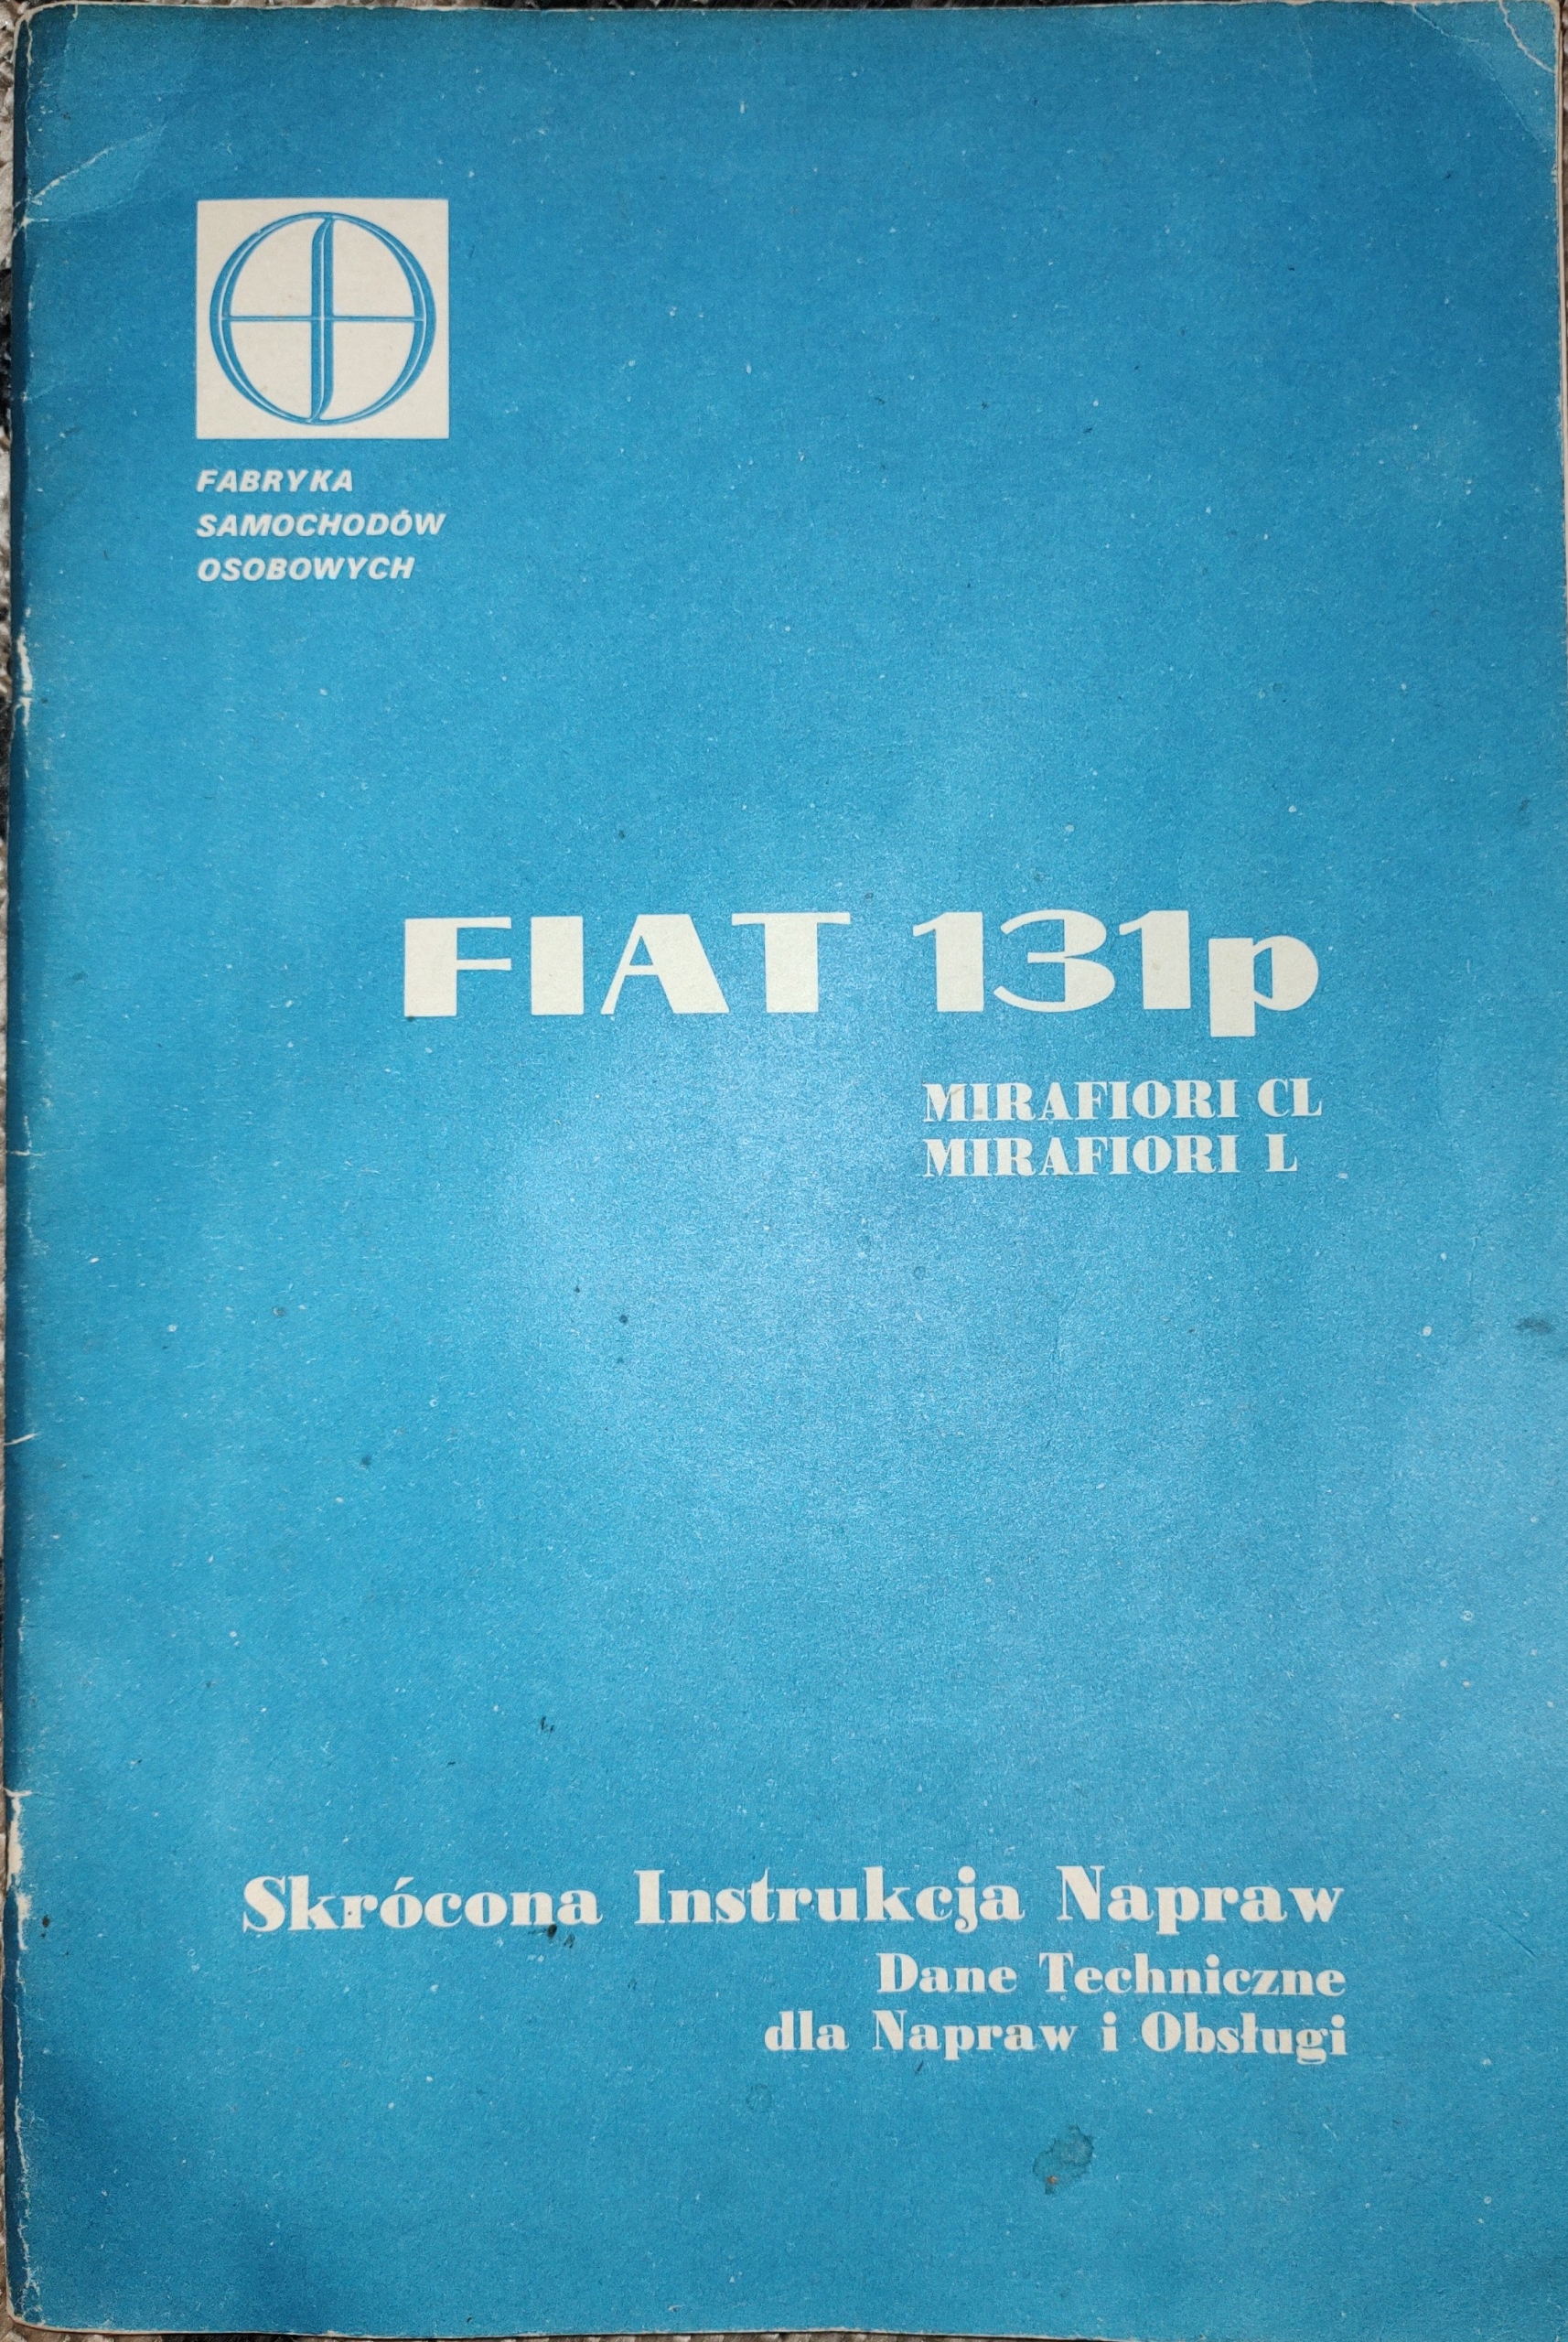 FABRYKA
SAMOCHODÓW
OSOBOWYCH
FIAT 131p
MIRAFIORI CL
MIRAFIORI L
Skrócona Instrukcja Napraw
Dane Techniczne
dla Napraw i Obsługi